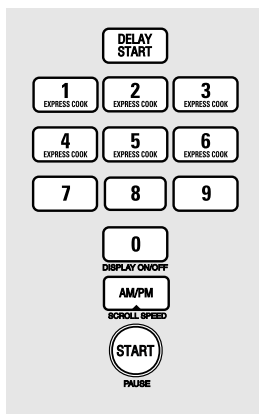 DELAY
START
1 2 3
EXPRESS COOK EXPRESS COOK EXPRESS COOK
4 5 6
EXPRESS COOK EXPRESS COOK EXPRESS COOK
7 8 9
0
DISPLAY ON/OFF
AM/PM
SCROLL SPEED
START
PAUSE